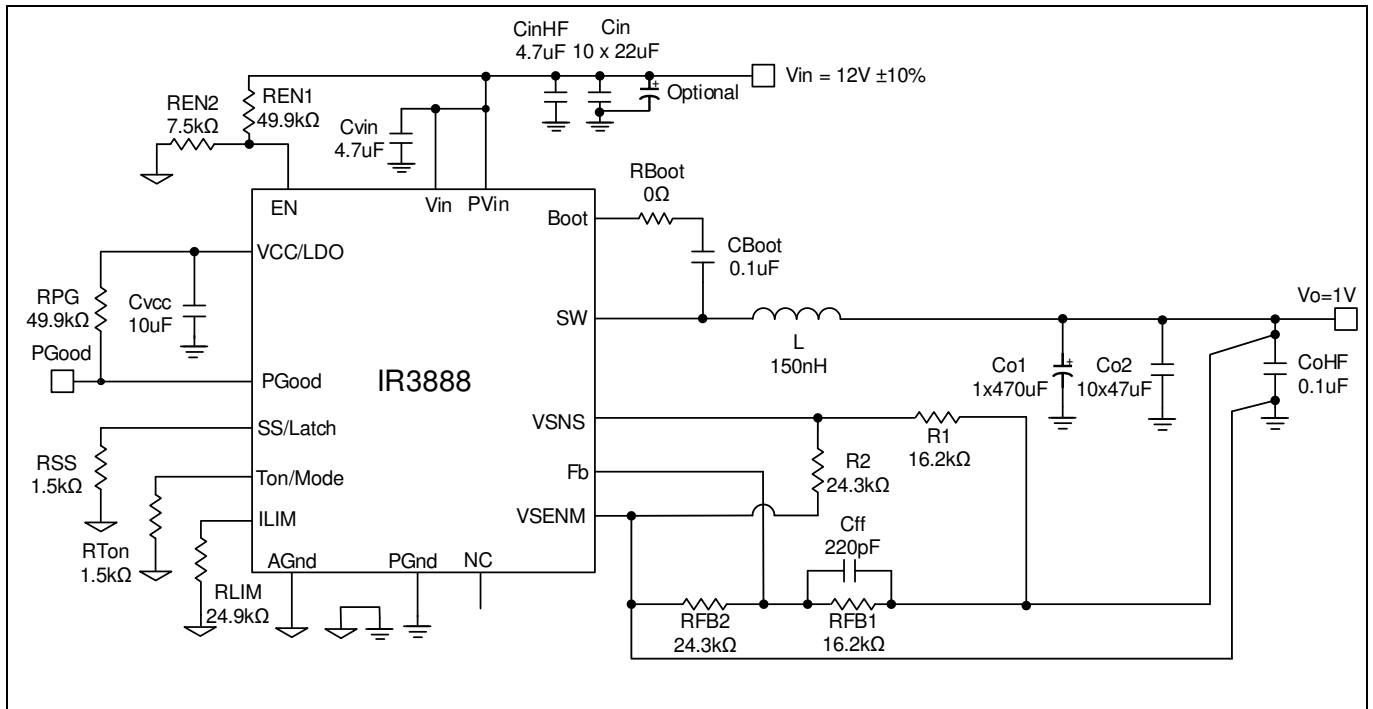 CinHF
4.7uF
Cin
10 x 22uF
Vin = 12V ±10%
Optional
REN2
7.5kΩ
REN1
49.9kΩ
Cvin
4.7uF
EN
Vin
PVin
RBoot
0Ω
Boot
CBoot
0.1uF
VCC/LDO
RPG
49.9kΩ
Cvcc
10uF
PGood
PGood
IR3888
SW
L
150nH
Vo=1V
Co1
1x470uF
Co2
10x47uF
CoHF
0.1uF
VSNS
R1
16.2kΩ
SS/Latch
RSS
1.5kΩ
Fb
R2
24.3kΩ
Ton/Mode
VSENM
ILIM
Cff
220pF
RTon
1.5kΩ
AGnd
PGnd
NC
RLIM
24.9kΩ
RFB2
24.3kΩ
RFB1
16.2kΩ